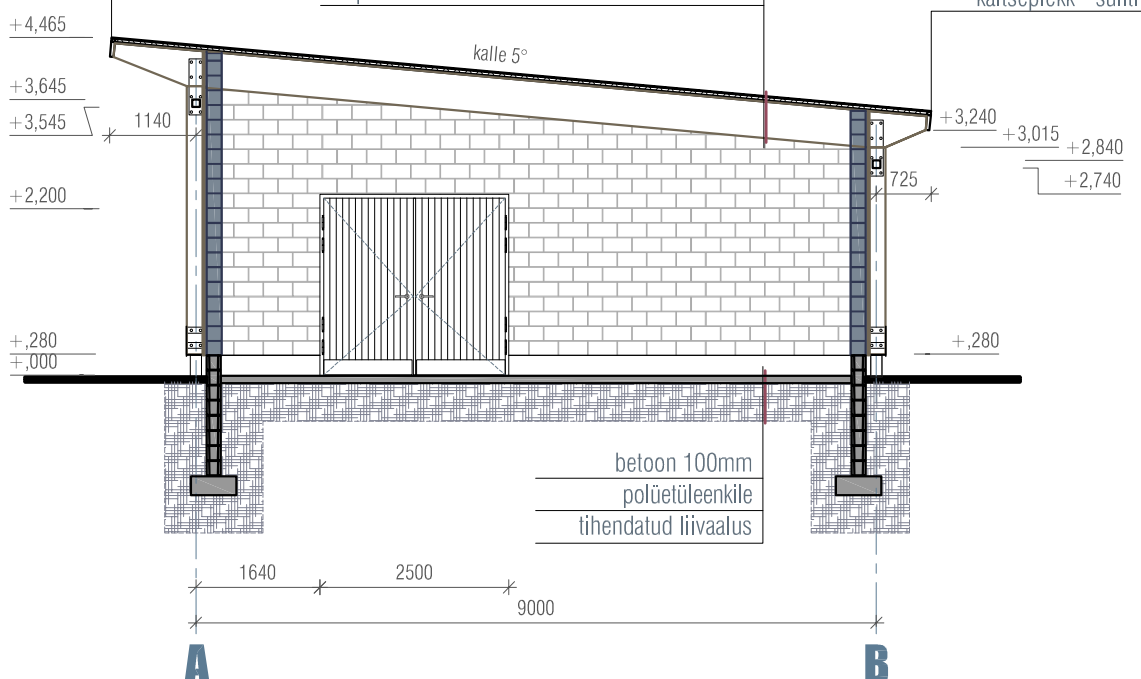 +4,465
kalle 5°
+3,645
+3,545
1140
+3,240
+3,015
+2,840
+2,740
725
+2,200
+,280
+,000
+,280
betoon 100mm
polüetüleenkile
tihendatud liivaalus
1640
2500
9000
A
B